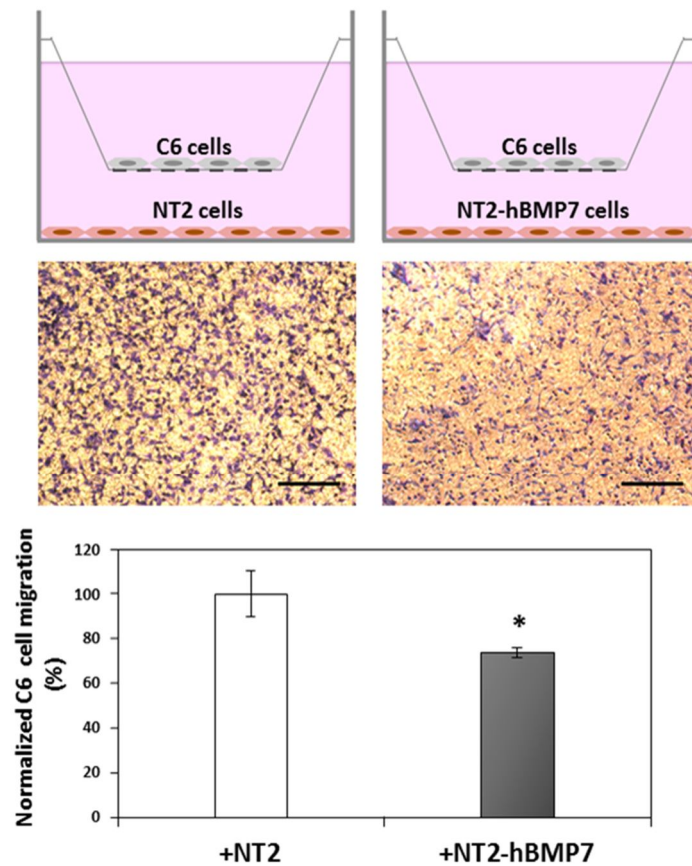 C6 cells
C6 cells
NT2 cells
NT2-hBMP7 cells
Normalized C6 cell migration
(%)
120
100
80
60
40
20
0
*
+NT2
+NT2-hBMP7